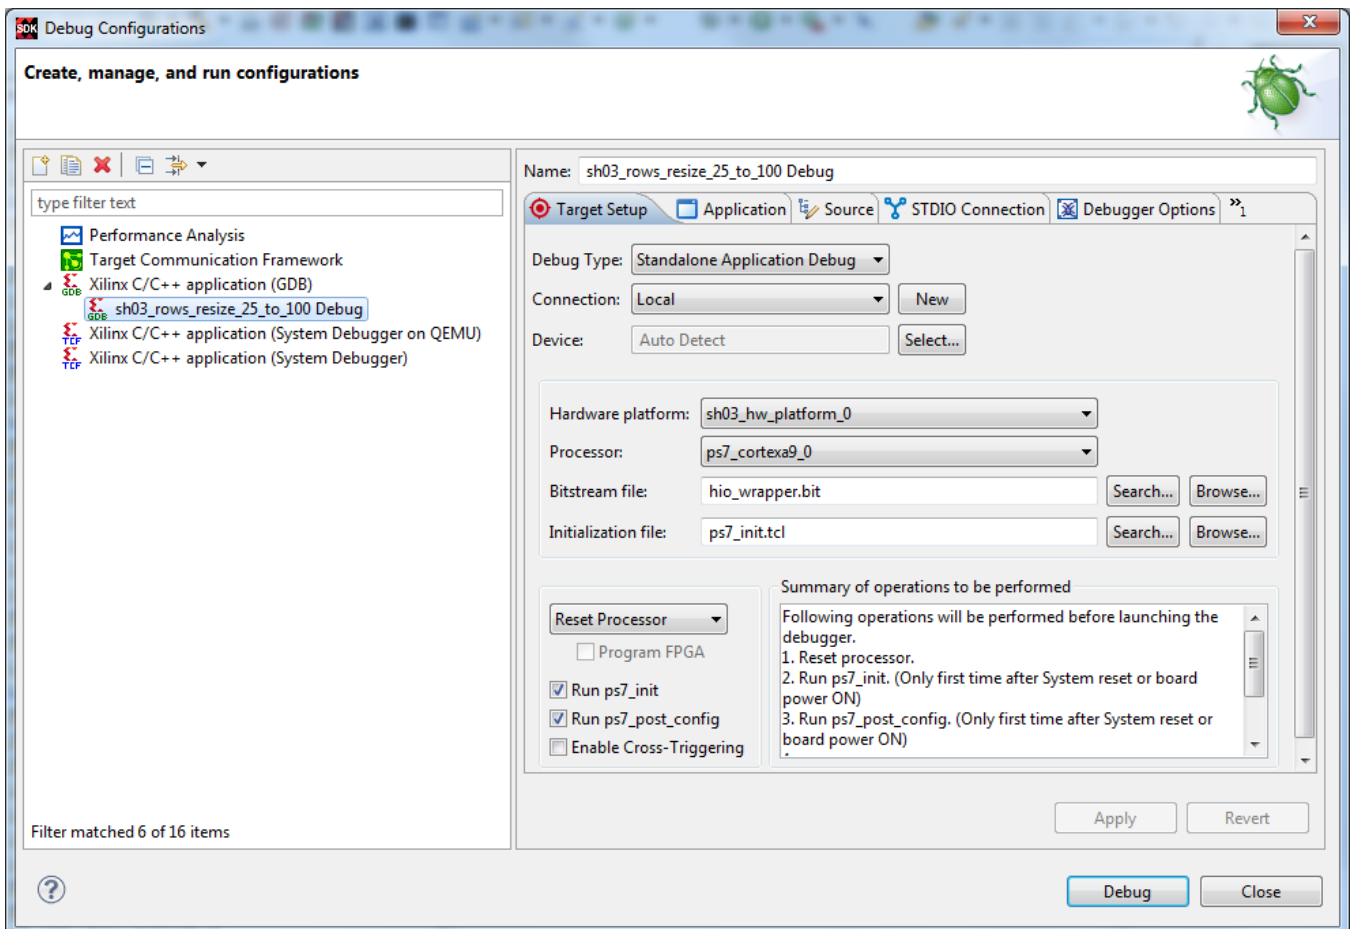 SDK Debug Configurations
Create, manage, and run configurations
type filter text
Performance Analysis
Target Communication Framework
GDB Xilinx C/C++ application (GDB)
GDB sh03_rows_resize_25_to_100 Debug
TCF Xilinx C/C++ application (System Debugger on QEMU)
TCF Xilinx C/C++ application (System Debugger)
Filter matched 6 of 16 items
Name: sh03_rows_resize_25_to_100 Debug
Target Setup Application Source STDIO Connection Debugger Options »1
Debug Type: Standalone Application Debug
Connection: Local New
Device: Auto Detect Select...
Hardware platform: sh03_hw_platform_0
Processor: ps7_cortexa9_0
Bitstream file: hio_wrapper.bit Search... Browse...
Initialization file: ps7_init.tcl Search... Browse...
Reset Processor
Program FPGA
Run ps7_init
Run ps7_post_config
Enable Cross-Triggering
Summary of operations to be performed
Following operations will be performed before launching the
debugger.
1. Reset processor.
2. Run ps7_init. (Only first time after System reset or board
power ON)
3. Run ps7_post_config. (Only first time after System reset or
board power ON)
Apply Revert
? Debug Close